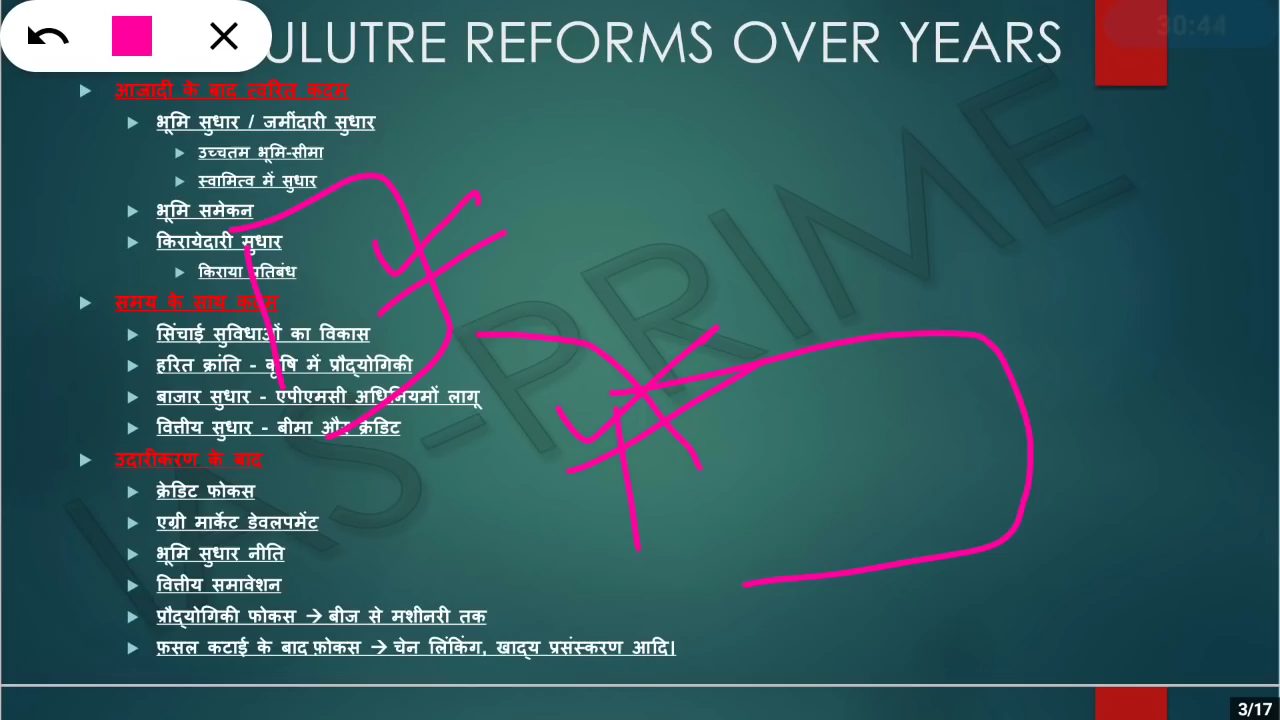 ULUTRE REFORMS OVER YEARS
30:44
आजादी के बाद त्वरित कदम
भूमि सुधार / जमींदारी सुधार
उच्चतम भूमि-सीमा
स्वामित्व में सुधार
भूमि समेकन
किरायेदारी सुधार
किराया प्रतिबंध
समय के साथ कदम
सिंचाई सुविधाओं का विकास
हरित क्रांति - कृषि में प्रौद्योगिकी
बाजार सुधार - एपीएमसी अधिनियमों लागू
वित्तीय सुधार - बीमा और क्रेडिट
उदारीकरण के बाद
क्रेडिट फोकस
एग्री मार्केट डेवलपमेंट
भूमि सुधार नीति
वित्तीय समावेशन
प्रौद्योगिकी फोकस → बीज से मशीनरी तक
फ़सल कटाई के बाद फ़ोकस → चेन लिंकिंग, खाद्य प्रसंस्करण आदि।
IAS-PRIME
3/17